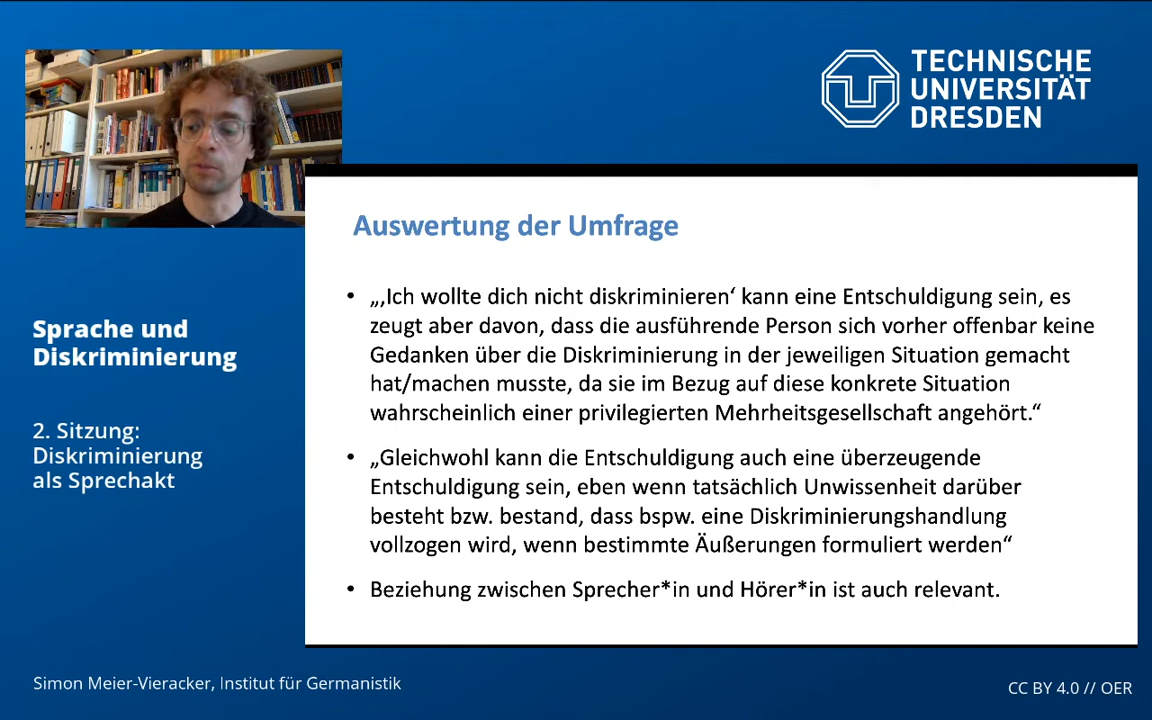 TECHNISCHE
UNIVERSITÄT
DRESDEN
Auswertung der Umfrage
• „‚Ich wollte dich nicht diskriminieren‘ kann eine Entschuldigung sein, es
zeugt aber davon, dass die ausführende Person sich vorher offenbar keine
Gedanken über die Diskriminierung in der jeweiligen Situation gemacht
hat/machen musste, da sie im Bezug auf diese konkrete Situation
wahrscheinlich einer privilegierten Mehrheitsgesellschaft angehört.“
• „Gleichwohl kann die Entschuldigung auch eine überzeugende
Entschuldigung sein, eben wenn tatsächlich Unwissenheit darüber
besteht bzw. bestand, dass bspw. eine Diskriminierungshandlung
vollzogen wird, wenn bestimmte Äußerungen formuliert werden“
• Beziehung zwischen Sprecher*in und Hörer*in ist auch relevant.
Sprache und
Diskriminierung
2. Sitzung:
Diskriminierung
als Sprechakt
Simon Meier-Vieracker, Institut für Germanistik
CC BY 4.0 // OER